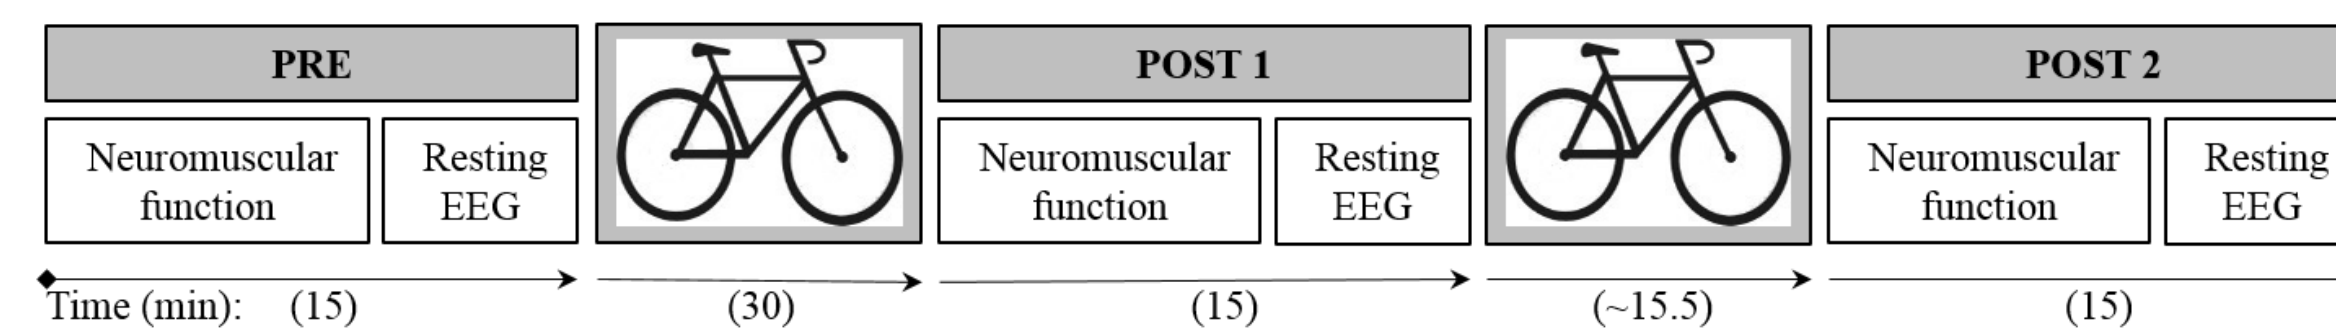 PRE
POST 1
POST 2
Neuromuscular
function
Resting
EEG
Neuromuscular
function
Resting
EEG
Neuromuscular
function
Resting
EEG
Time (min): (15)
(30)
(15)
(~15.5)
(15)